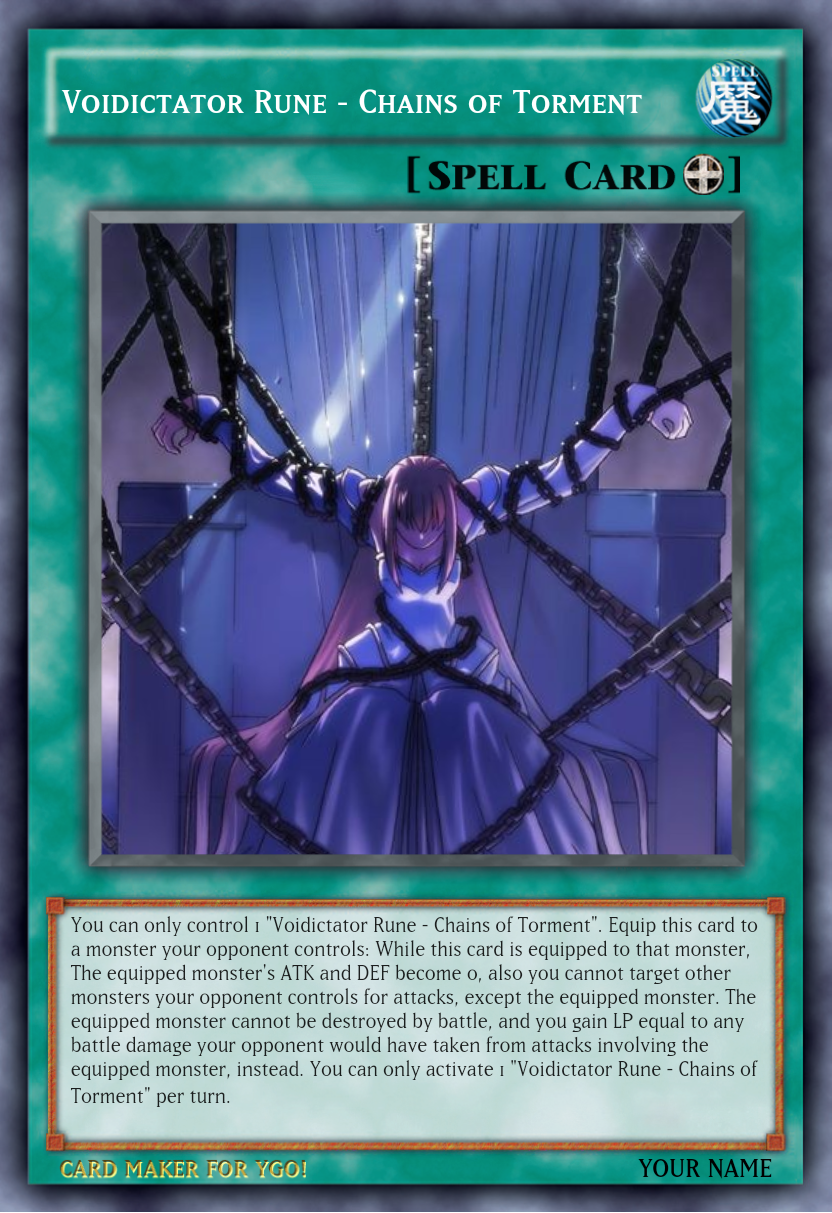 Voidictator Rune - Chains of Torment
SPELL
魔
[Spell Card]
You can only control 1 "Voidictator Rune - Chains of Torment". Equip this card to
a monster your opponent controls: While this card is equipped to that monster,
The equipped monster's ATK and DEF become 0, also you cannot target other
monsters your opponent controls for attacks, except the equipped monster. The
equipped monster cannot be destroyed by battle, and you gain LP equal to any
battle damage your opponent would have taken from attacks involving the
equipped monster, instead. You can only activate 1 "Voidictator Rune - Chains of
Torment" per turn.
CARD MAKER FOR YGO!
YOUR NAME